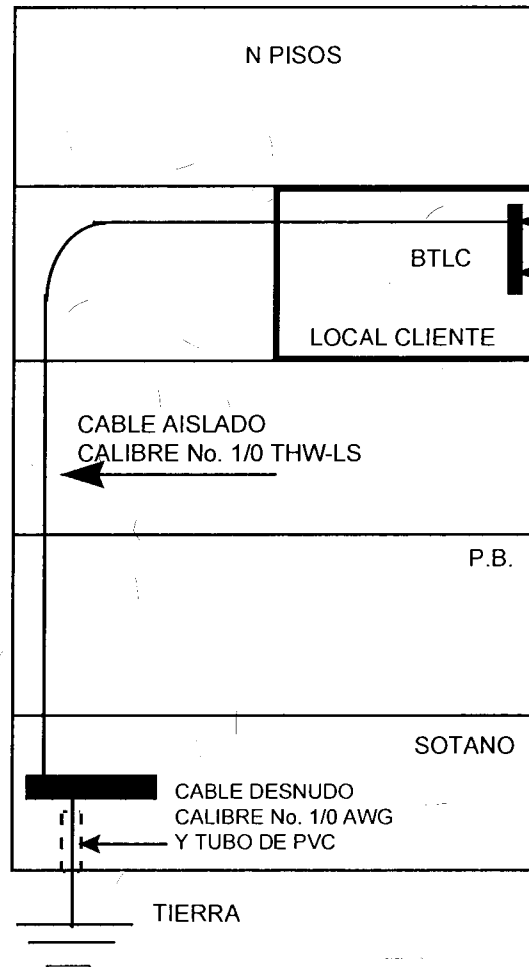 N PISOS
BTLC
LOCAL CLIENTE
CABLE AISLADO
CALIBRE No. 1/0 THW-LS
P.B.
SOTANO
CABLE DESNUDO
CALIBRE No. 1/0 AWG
Y TUBO DE PVC
TIERRA